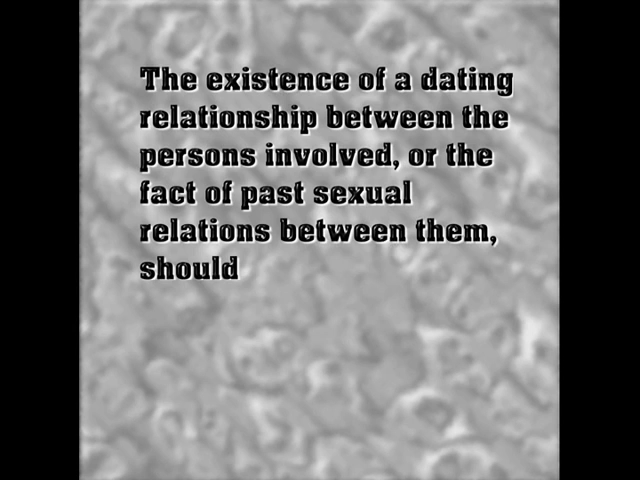 The existence of a dating
relationship between the
persons involved, or the
fact of past sexual
relations between them,
should